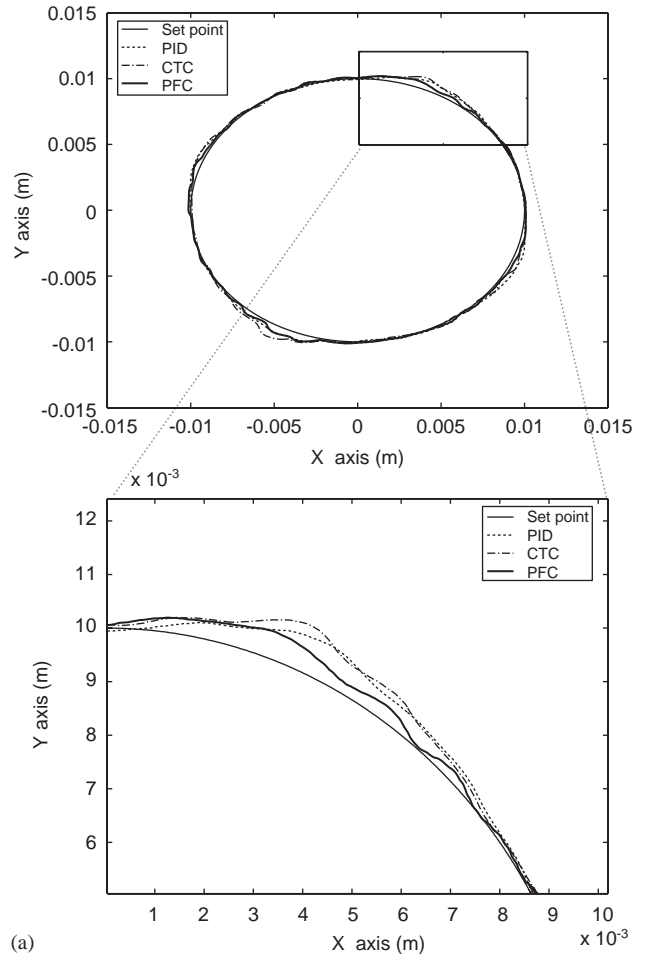 0.015
0.01
0.005
0
-0.005
-0.01
-0.015
Y axis (m)
Set point
PID
CTC
PFC
-0.015 -0.01 -0.005 0 0.005 0.01 0.015
X axis (m)
x 10-3
12
11
10
9
8
7
6
Y axis (m)
Set point
PID
CTC
PFC
1 2 3 4 5 6 7 8 9 10
X axis (m)
x 10-3
(a)